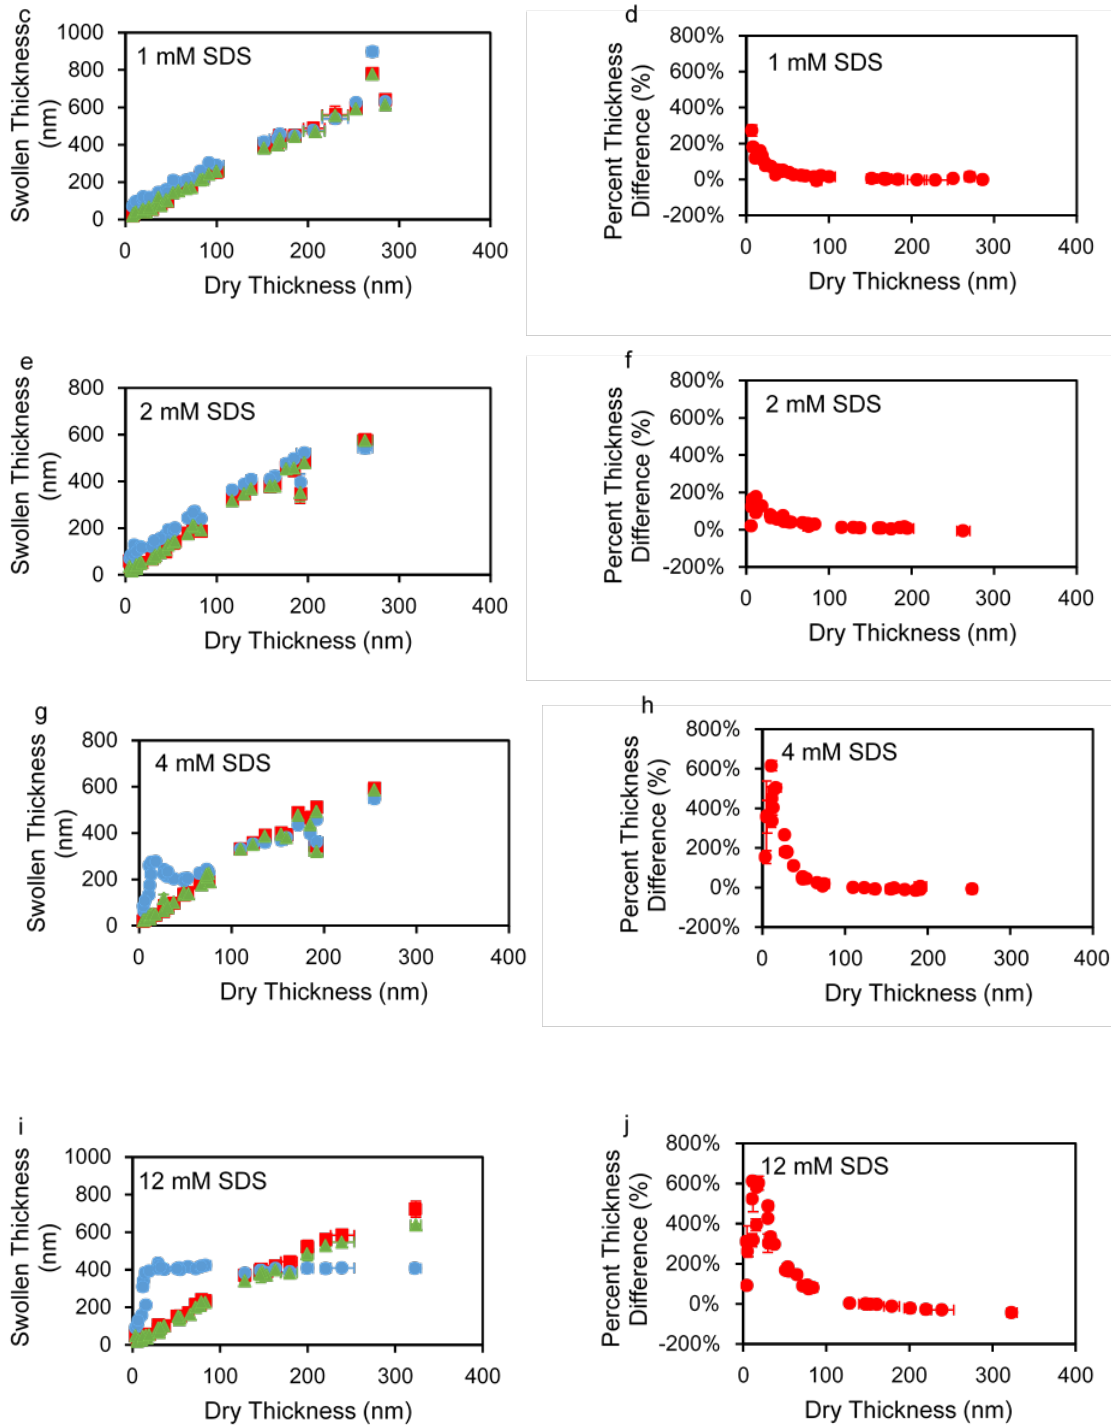 c
Swollen Thickness
(nm)
1000
800
600
400
200
0
1 mM SDS
0 100 200 300 400
Dry Thickness (nm)
d
Percent Thickness
Difference (%)
800%
600%
400%
200%
0%
-200%
1 mM SDS
0 100 200 300 400
Dry Thickness (nm)
e
Swollen Thickness
(nm)
800
600
400
200
0
2 mM SDS
0 100 200 300 400
Dry Thickness (nm)
f
Percent Thickness
Difference (%)
800%
600%
400%
200%
0%
-200%
2 mM SDS
0 100 200 300 400
Dry Thickness (nm)
g
Swollen Thickness
(nm)
800
600
400
200
0
4 mM SDS
0 100 200 300 400
Dry Thickness (nm)
h
Percent Thickness
Difference (%)
800%
600%
400%
200%
0%
-200%
4 mM SDS
0 100 200 300 400
Dry Thickness (nm)
i
Swollen Thickness
(nm)
1000
800
600
400
200
0
12 mM SDS
0 100 200 300 400
Dry Thickness (nm)
j
Percent Thickness
Difference (%)
800%
600%
400%
200%
0%
-200%
12 mM SDS
0 100 200 300 400
Dry Thickness (nm)